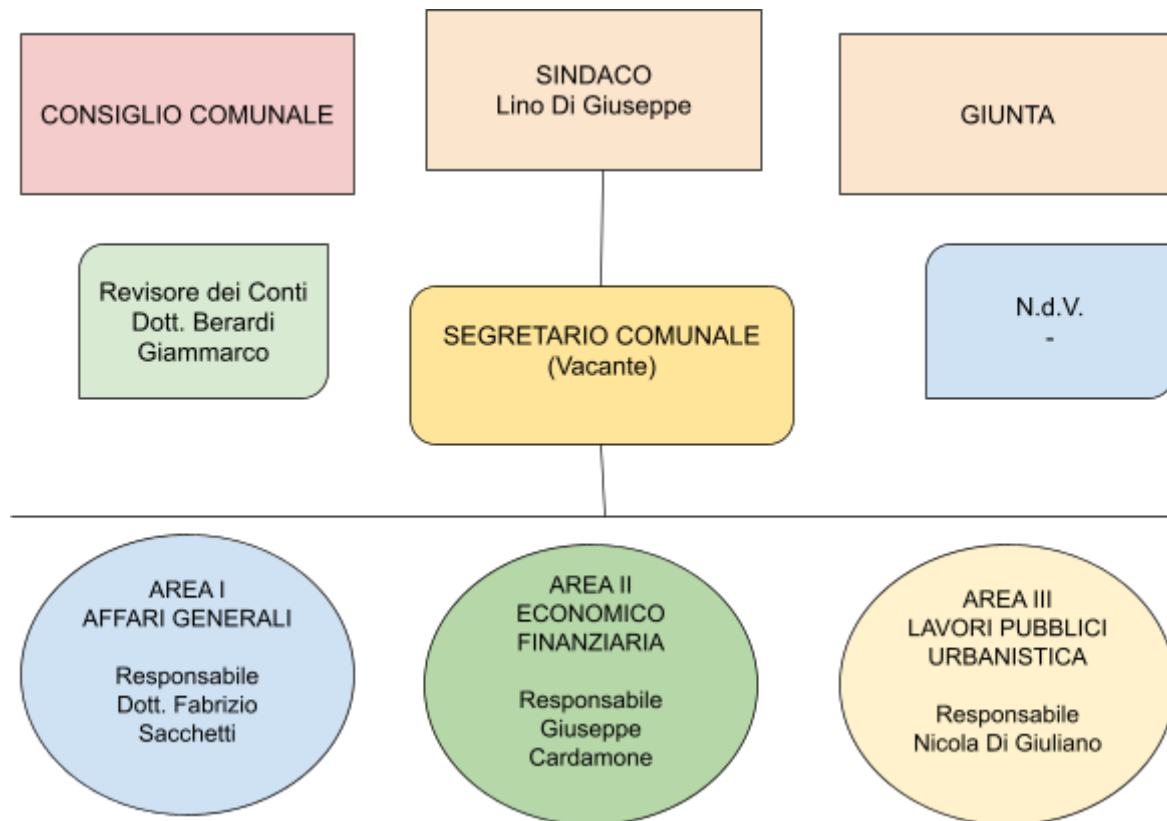 CONSIGLIO COMUNALE
SINDACO
Lino Di Giuseppe
GIUNTA
Revisore dei Conti
Dott. Berardi
Giammarco
SEGRETARIO COMUNALE
(Vacante)
N.d.V.
-
AREA I
AFFARI GENERALI
Responsabile
Dott. Fabrizio
Sacchetti
AREA II
ECONOMICO
FINANZIARIA
Responsabile
Giuseppe
Cardamone
AREA III
LAVORI PUBBLICI
URBANISTICA
Responsabile
Nicola Di Giuliano